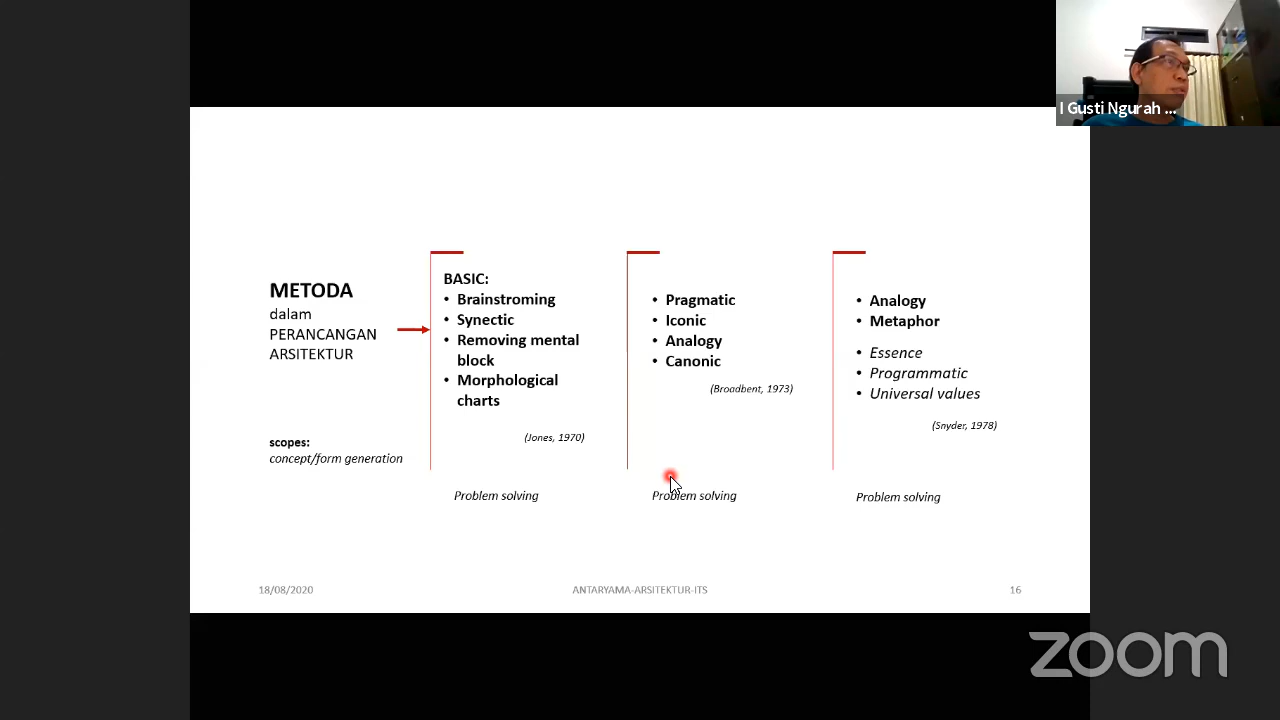 I Gusti Ngurah ...
METODA
dalam
PERANCANGAN
ARSITEKTUR
scopes:
concept/form generation
BASIC:
• Brainstroming
• Synectic
• Removing mental
block
• Morphological
charts
(Jones, 1970)
Problem solving
• Pragmatic
• Iconic
• Analogy
• Canonic
(Broadbent, 1973)
Problem solving
• Analogy
• Metaphor
• Essence
• Programmatic
• Universal values
(Snyder, 1978)
Problem solving
18/08/2020
ANTARYAMA-ARSITEKTUR-ITS
16
zoom